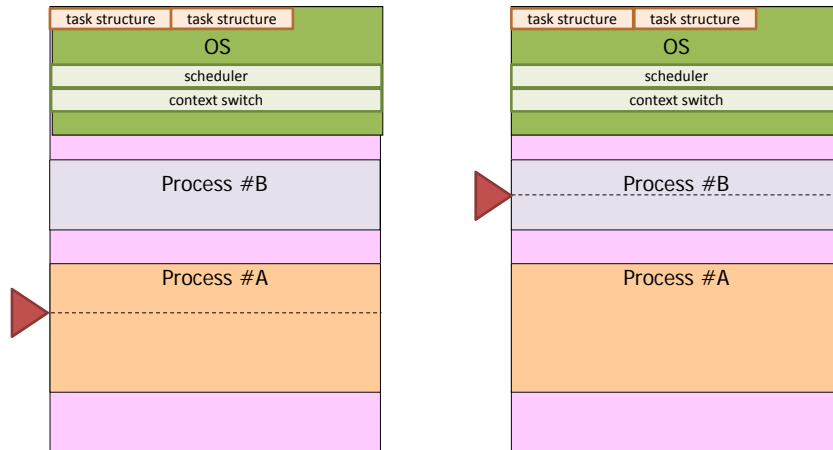 task structure task structure
OS
scheduler
context switch
Process #B
Process #A
task structure task structure
OS
scheduler
context switch
Process #B
Process #A